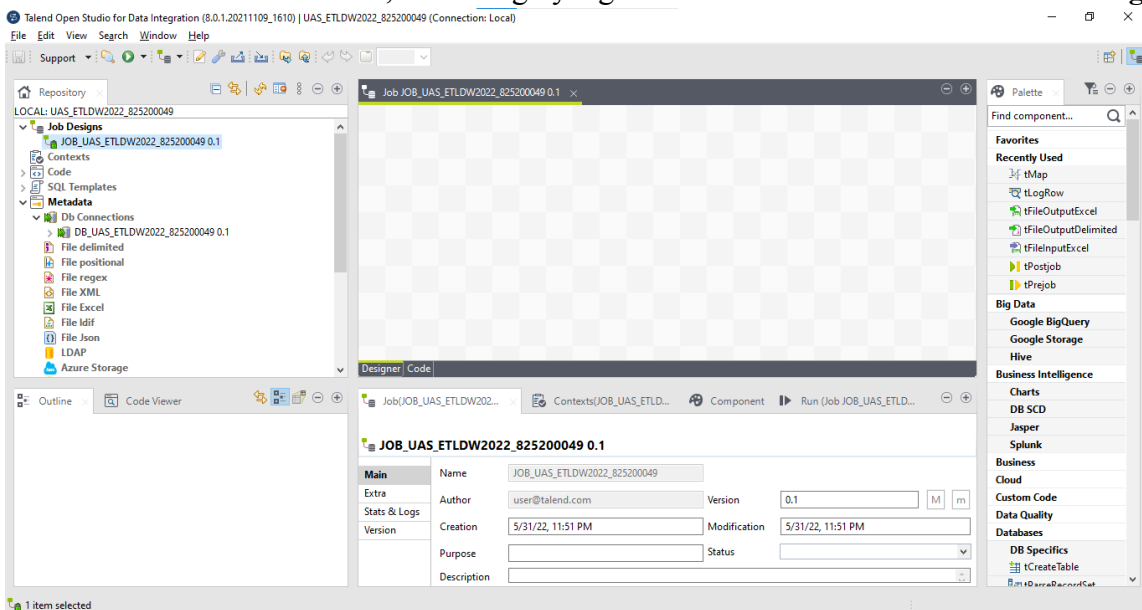 Talend Open Studio for Data Integration (8.0.1.20211109_1610) | UAS_ETLDW2022_825200049 (Connection: Local)
File Edit View Search Window Help
Support
Repository
LOCAL: UAS_ETLDW2022_825200049
Job Designs
JOB_UAS_ETLDW2022_825200049 0.1
Contexts
Code
SQL Templates
Metadata
Db Connections
DB_UAS_ETLDW2022_825200049 0.1
File delimited
File positional
File regex
File XML
File Excel
File ldif
File Json
LDAP
Azure Storage
Job JOB_UAS_ETLDW2022_825200049 0.1
Designer Code
Palette
Find component...
Favorites
Recently Used
tMap
tLogRow
tFileOutputExcel
tFileOutputDelimited
tFileInputExcel
tPostjob
tPrejob
Big Data
Google BigQuery
Google Storage
Hive
Business Intelligence
Charts
DB SCD
Jasper
Splunk
Business
Cloud
Custom Code
Data Quality
Databases
DB Specifics
tCreateTable
tParseRecordSet
Outline Code Viewer
Job(JOB_UAS_ETLDW202... Contexts(JOB_UAS_ETLD... Component Run (Job JOB_UAS_ETLD...
JOB_UAS_ETLDW2022_825200049 0.1
Main
Extra
Stats & Logs
Version
Name JOB_UAS_ETLDW2022_825200049
Author user@talend.com Version 0.1 M m
Creation 5/31/22, 11:51 PM Modification 5/31/22, 11:51 PM
Purpose Status
Description
1 item selected